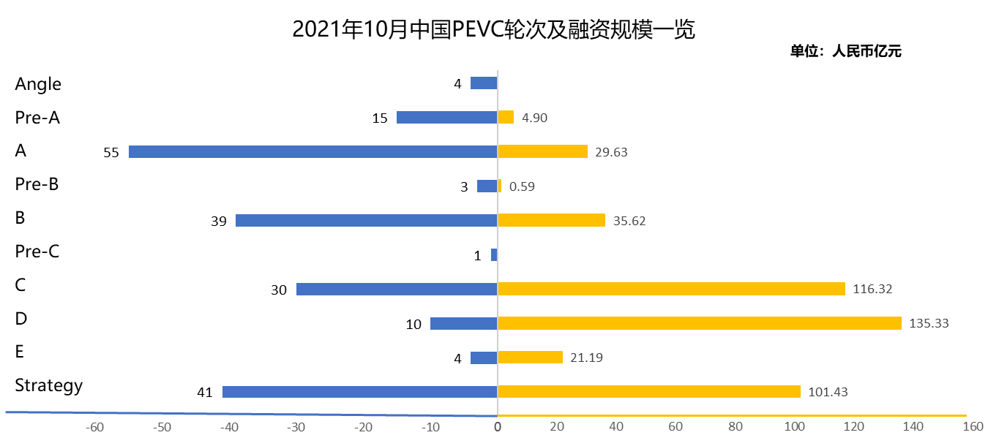 2021年10月中国PEVC轮次及融资规模一览
单位：人民币亿元
Angle 4
Pre-A 15 4.90
A 55 29.63
Pre-B 3 0.59
B 39 35.62
Pre-C 1
C 30 116.32
D 10 135.33
E 4 21.19
Strategy 41 101.43
-60 -50 -40 -30 -20 -10 0 20 40 60 80 100 120 140 160